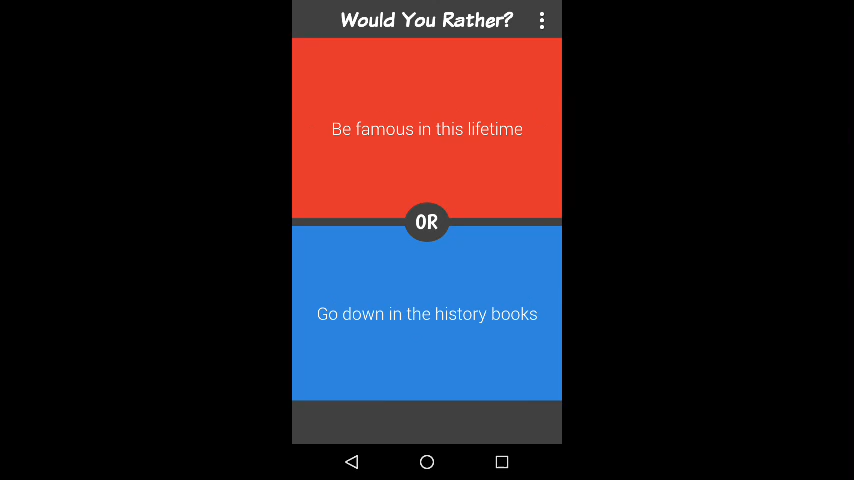 Would You Rather?
Be famous in this lifetime
OR
Go down in the history books